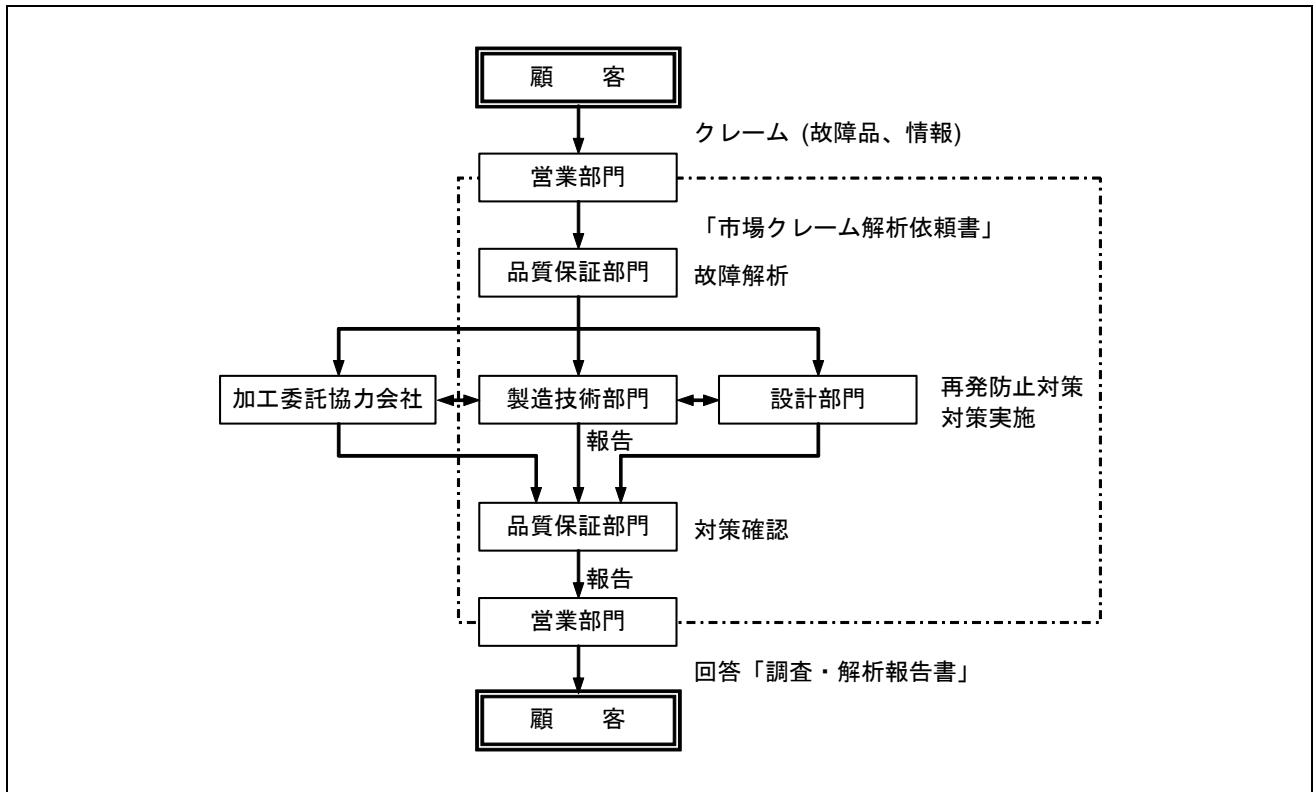 顧　　客
クレーム (故障品、情報)
営業部門
「市場クレーム解析依頼書」
品質保証部門
故障解析
加工委託協力会社
製造技術部門
設計部門
再発防止対策
対策実施
報告
品質保証部門
対策確認
報告
営業部門
回答「調査・解析報告書」
顧　　客